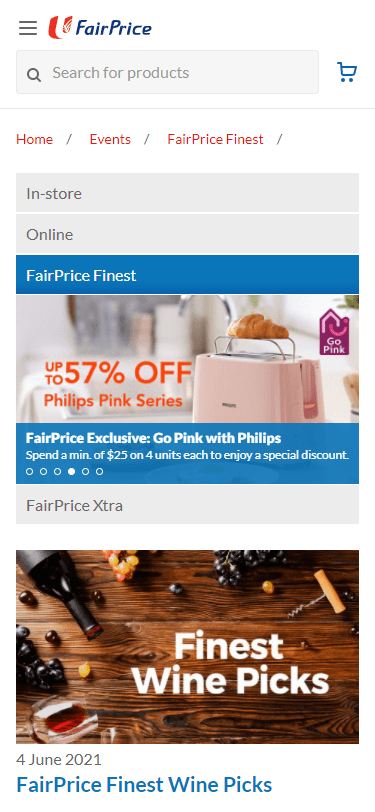 FairPrice
Search for products
Home / Events / FairPrice Finest /
In-store
Online
FairPrice Finest
UP TO 57% OFF
Philips Pink Series
Go Pink
PHILIPS
FairPrice Exclusive: Go Pink with Philips
Spend a min. of $25 on 4 units each to enjoy a special discount.
FairPrice Xtra
Finest
Wine Picks
4 June 2021
FairPrice Finest Wine Picks